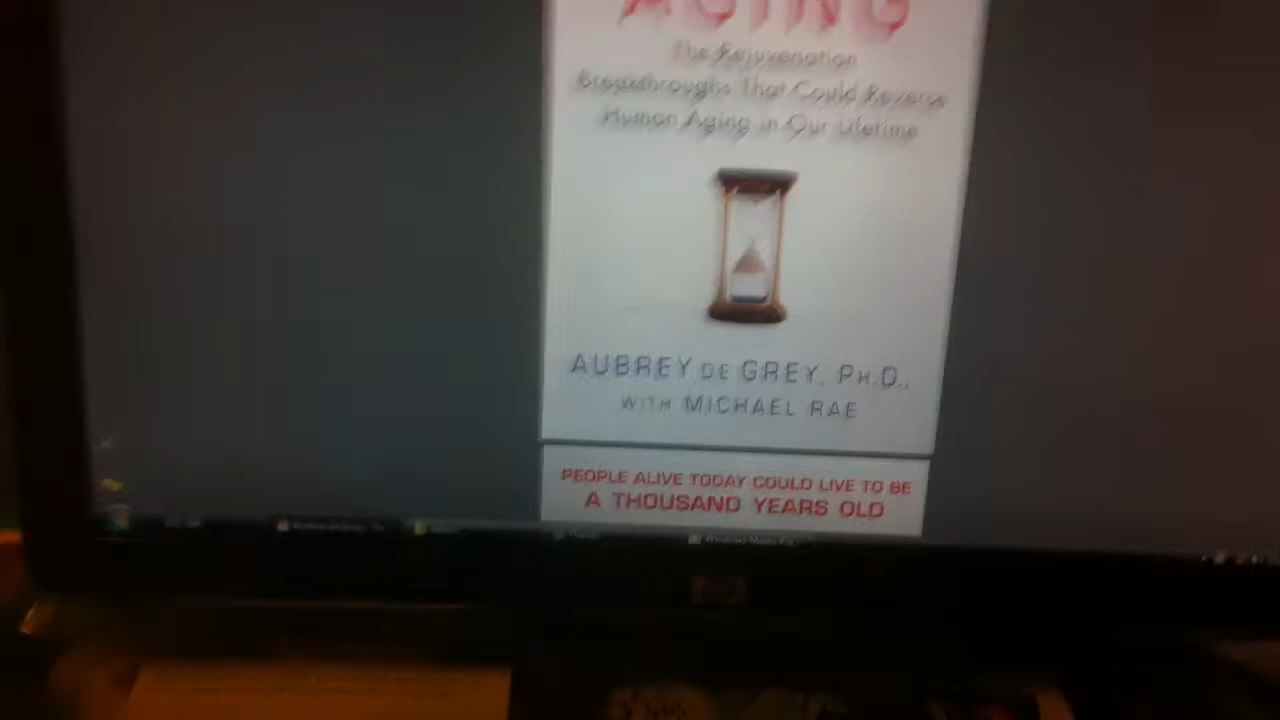 AGING
The Rejuvenation
Breakthroughs That Could Reverse
Human Aging in Our Lifetime
AUBREY DE GREY, PH.D.,
WITH MICHAEL RAE
PEOPLE ALIVE TODAY COULD LIVE TO BE
A THOUSAND YEARS OLD